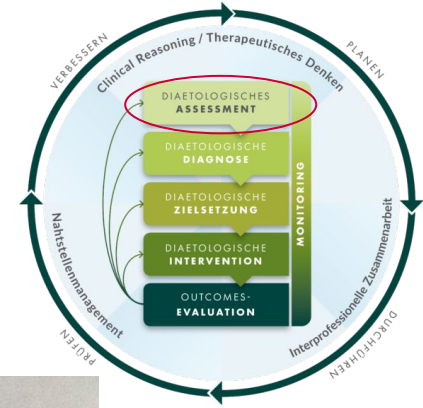 VERBESSERN
PLANEN
Clinical Reasoning / Therapeutisches Denken
DIAETOLOGISCHES
ASSESSMENT
DIAETOLOGISCHE
DIAGNOSE
DIAETOLOGISCHE
ZIELSETZUNG
DIAETOLOGISCHE
INTERVENTION
OUTCOMES-
EVALUATION
MONITORING
Nahtstellenmanagement
Interprofessionelle Zusammenarbeit
PRÜFEN
DURCHFÜHREN